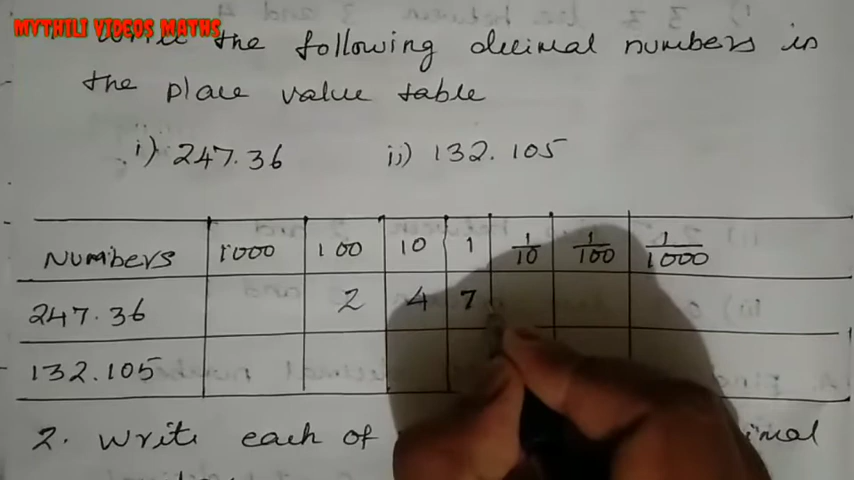 MYTHILI VIDEOS MATHS
Write the following decimal numbers in
the place value table
i) 247.36 ii) 132.105
Numbers 1000 100 10 1 1/10 1/100 1/1000
247.36 2 4 7
132.105
2. Write each of imal